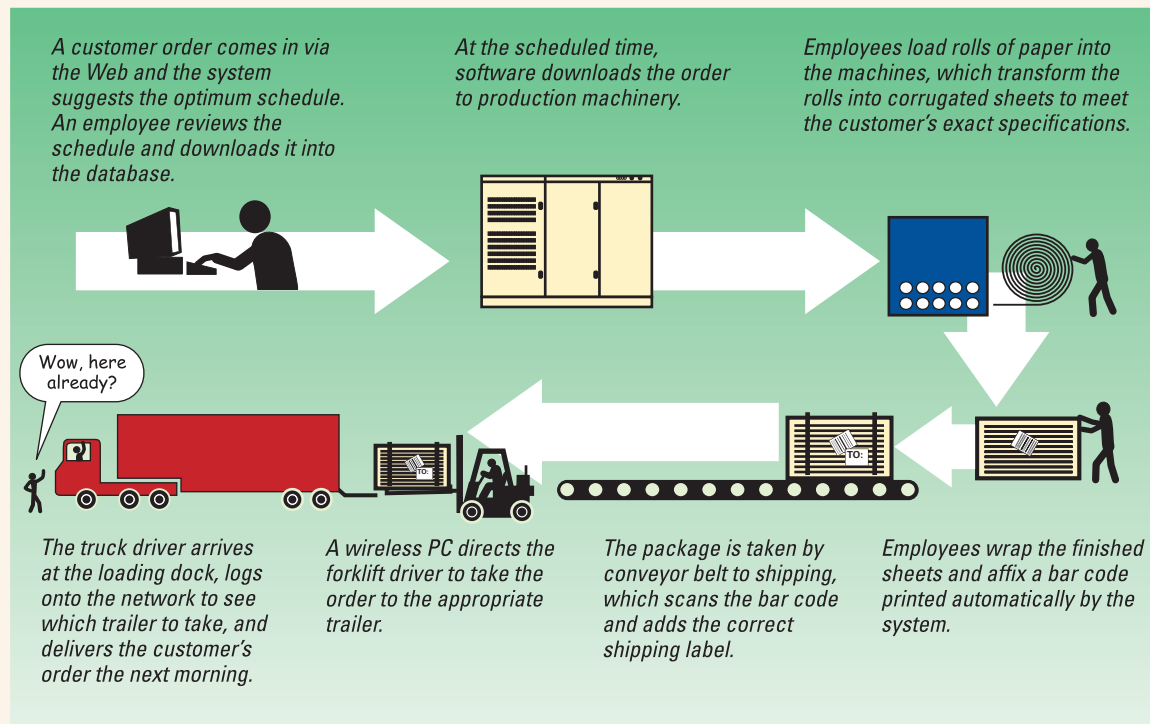 A customer order comes in via
the Web and the system
suggests the optimum schedule.
An employee reviews the
schedule and downloads it into
the database.
At the scheduled time,
software downloads the order
to production machinery.
Employees load rolls of paper into
the machines, which transform the
rolls into corrugated sheets to meet
the customer's exact specifications.
Wow, here
already?
TO:
TO:
The truck driver arrives
at the loading dock, logs
onto the network to see
which trailer to take, and
delivers the customer's
order the next morning.
A wireless PC directs the
forklift driver to take the
order to the appropriate
trailer.
The package is taken by
conveyor belt to shipping,
which scans the bar code
and adds the correct
shipping label.
Employees wrap the finished
sheets and affix a bar code
printed automatically by the
system.